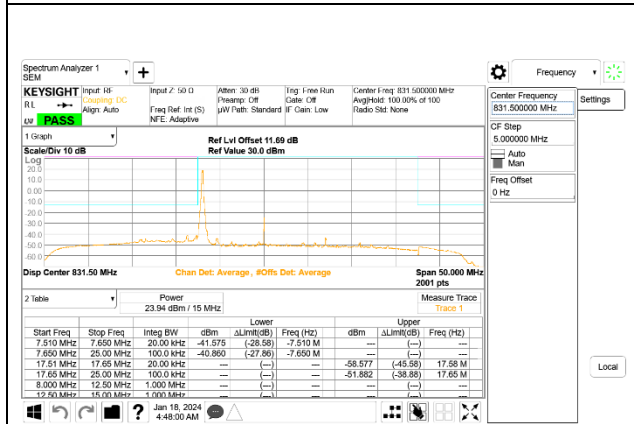 Spectrum Analyzer 1
SEM
Frequency
KEYSIGHT
RL
PASS
Input: RF
Coupling: DC
Align: Auto
Input Z: 50 Ω
Freq Ref: Int (S)
NFE: Adaptive
Atten: 30 dB
Preamp: Off
µW Path: Standard
Trig: Free Run
Gate: Off
IF Gain: Low
Center Freq: 831.500000 MHz
Avg|Hold: 100.00% of 100
Radio Std: None
Center Frequency
831.500000 MHz
Settings
CF Step
5.000000 MHz
Auto
Man
Freq Offset
0 Hz
Local
1 Graph
Scale/Div 10 dB
Ref Lvl Offset 11.69 dB
Ref Value 30.0 dBm
Log
20.0
10.0
0.00
-10.0
-20.0
-30.0
-40.0
-50.0
-60.0
Disp Center 831.50 MHz
Chan Det: Average, #Offs Det: Average
Span 50.000 MHz
2001 pts
2 Table
Power
23.94 dBm / 15 MHz
Measure Trace
Trace 1
Lower Upper
Start Freq Stop Freq Integ BW dBm ΔLimit(dB) Freq (Hz) dBm ΔLimit(dB) Freq (Hz)
7.510 MHz 7.650 MHz 20.00 kHz -41.575 (-28.58) -7.510 M --- (---) ---
7.650 MHz 25.00 MHz 100.0 kHz -40.860 (-27.86) -7.650 M --- (---) ---
17.51 MHz 17.65 MHz 20.00 kHz --- (---) --- -58.577 (-45.58) 17.58 M
17.65 MHz 25.00 MHz 100.0 kHz --- (---) --- -51.882 (-38.88) 17.65 M
8.000 MHz 12.50 MHz 1.000 MHz --- (---) --- --- (---) ---
12.50 MHz 15.00 MHz 1.000 MHz --- (---) --- --- (---) ---
?
Jan 18, 2024
4:48:00 AM